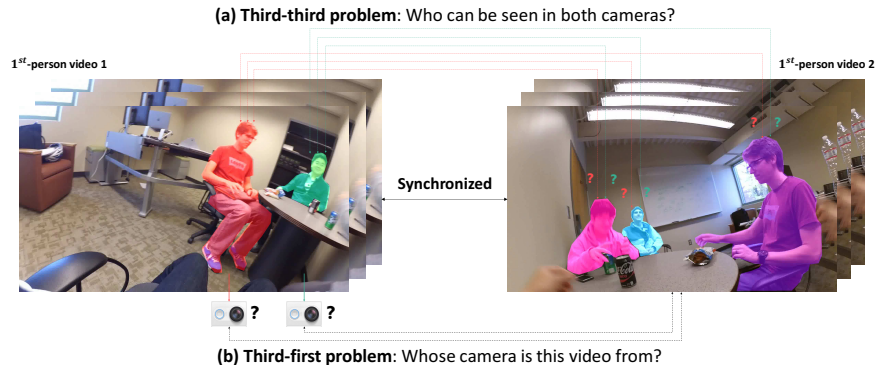 (a) Third-third problem: Who can be seen in both cameras?
1st-person video 1
1st-person video 2
? ?
? ?
? ?
Synchronized
? ?
(b) Third-first problem: Whose camera is this video from?